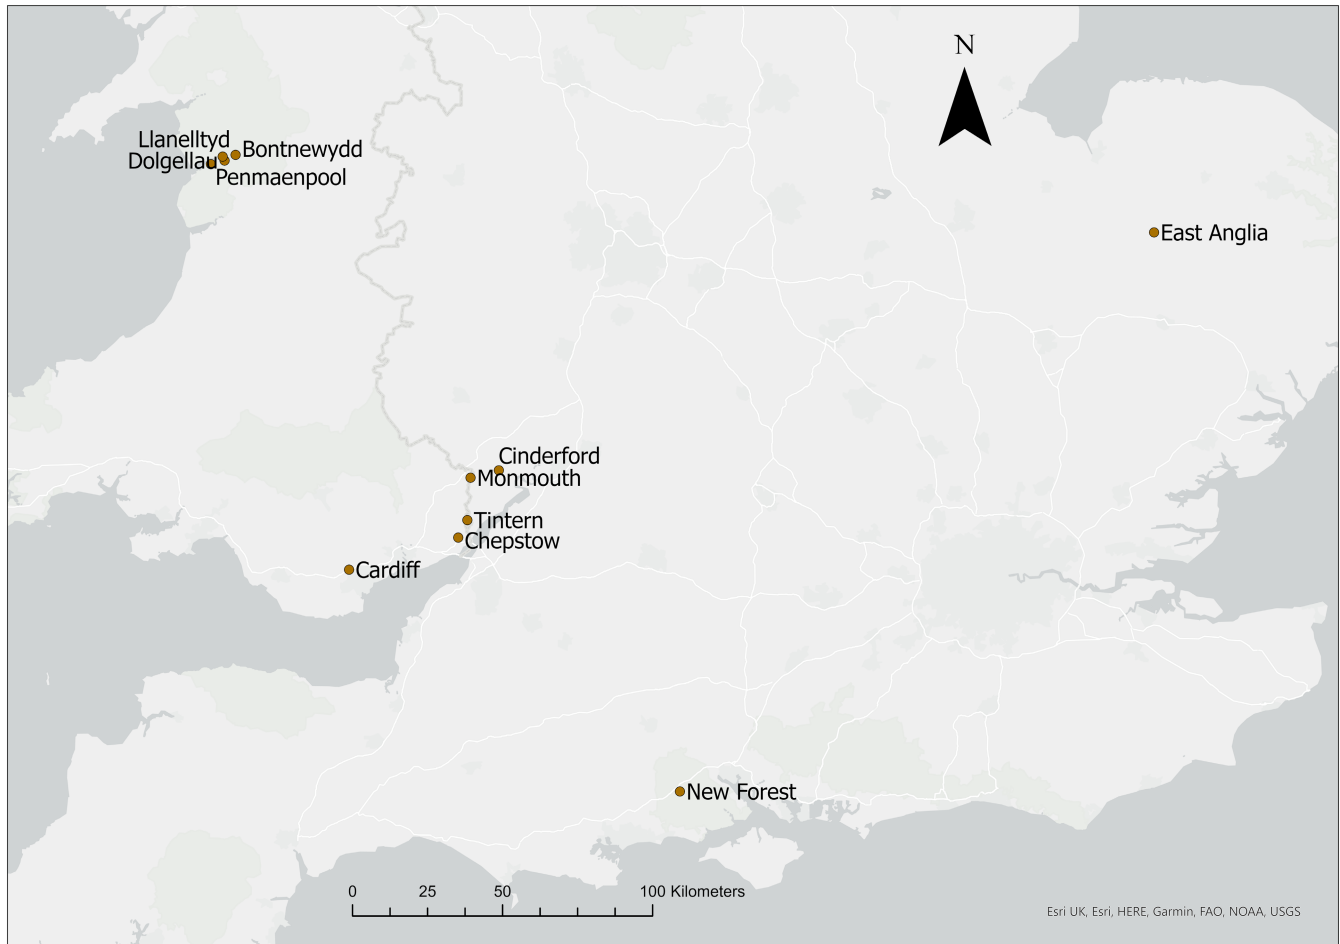 N
Llanelltyd
Bontnewydd
Dolgellau
Penmaenpool
East Anglia
Cinderford
Monmouth
Tintern
Chepstow
Cardiff
New Forest
0 25 50 100 Kilometers
Esri UK, Esri, HERE, Garmin, FAO, NOAA, USGS